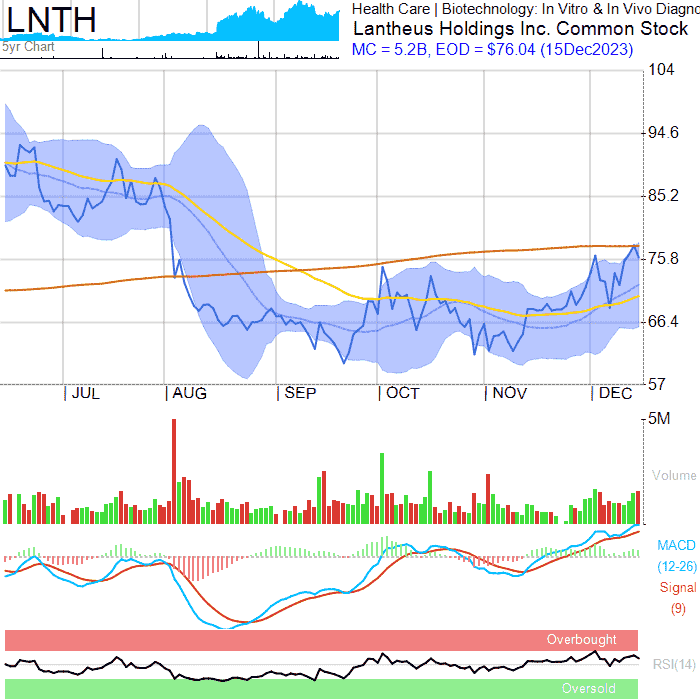 LNTH
5yr Chart
Health Care | Biotechnology: In Vitro & In Vivo Diagno
Lantheus Holdings Inc. Common Stock
MC = 5.2B, EOD = $76.04 (15Dec2023)
104
94.6
85.2
75.8
66.4
57
JUL
AUG
SEP
OCT
NOV
DEC
5M
Volume
MACD
(12-26)
Signal
(9)
Overbought
RSI(14)
Oversold